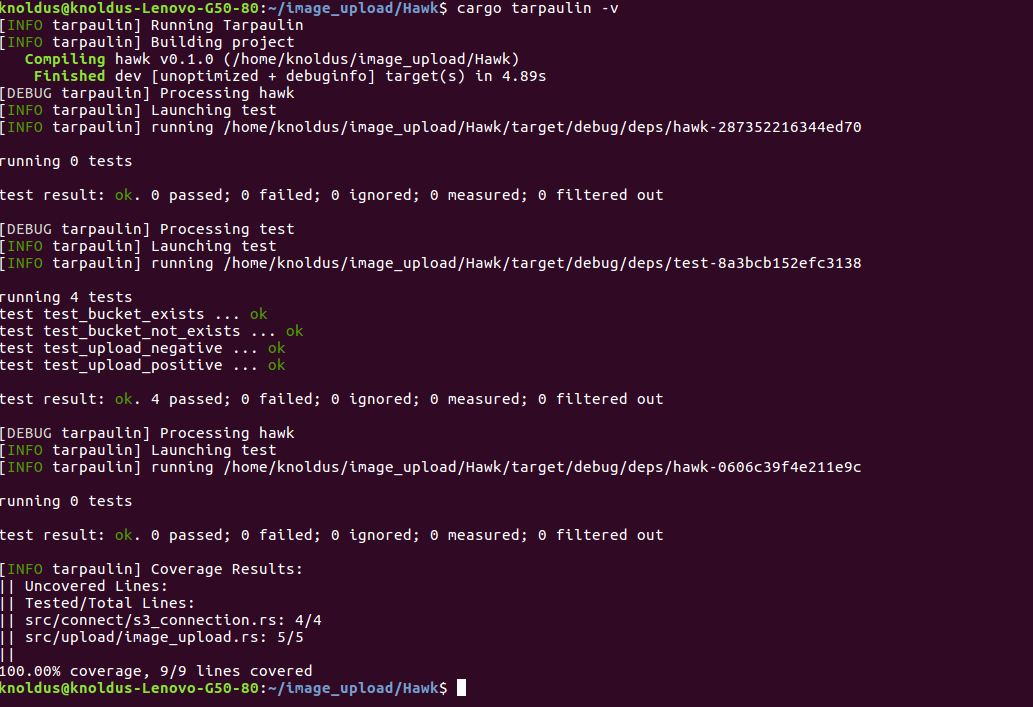 knoldus@knoldus-Lenovo-G50-80:~/image_upload/Hawk$ cargo tarpaulin -v
[INFO tarpaulin] Running Tarpaulin
[INFO tarpaulin] Building project
   Compiling hawk v0.1.0 (/home/knoldus/image_upload/Hawk)
    Finished dev [unoptimized + debuginfo] target(s) in 4.89s
[DEBUG tarpaulin] Processing hawk
[INFO tarpaulin] Launching test
[INFO tarpaulin] running /home/knoldus/image_upload/Hawk/target/debug/deps/hawk-287352216344ed70
running 0 tests
test result: ok. 0 passed; 0 failed; 0 ignored; 0 measured; 0 filtered out
[DEBUG tarpaulin] Processing test
[INFO tarpaulin] Launching test
[INFO tarpaulin] running /home/knoldus/image_upload/Hawk/target/debug/deps/test-8a3bcb152efc3138
running 4 tests
test test_bucket_exists ... ok
test test_bucket_not_exists ... ok
test test_upload_negative ... ok
test test_upload_positive ... ok
test result: ok. 4 passed; 0 failed; 0 ignored; 0 measured; 0 filtered out
[DEBUG tarpaulin] Processing hawk
[INFO tarpaulin] Launching test
[INFO tarpaulin] running /home/knoldus/image_upload/Hawk/target/debug/deps/hawk-0606c39f4e211e9c
running 0 tests
test result: ok. 0 passed; 0 failed; 0 ignored; 0 measured; 0 filtered out
[INFO tarpaulin] Coverage Results:
|| Uncovered Lines:
|| Tested/Total Lines:
|| src/connect/s3_connection.rs: 4/4
|| src/upload/image_upload.rs: 5/5
||
100.00% coverage, 9/9 lines covered
knoldus@knoldus-Lenovo-G50-80:~/image_upload/Hawk$